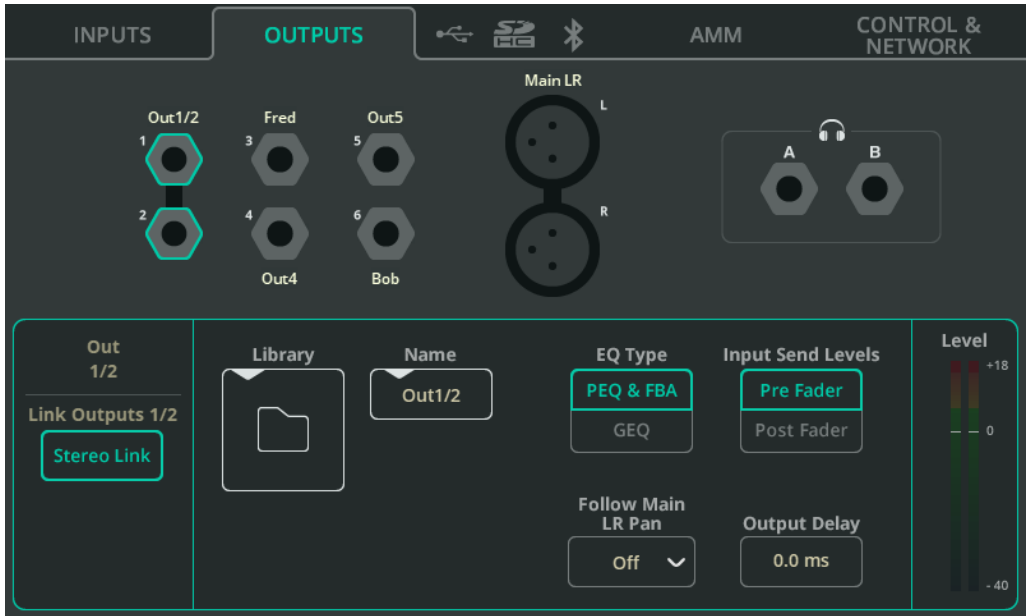 INPUTS
OUTPUTS
SD
HC
AMM
CONTROL &
NETWORK
Out1/2
Fred
Out5
Main LR
1
3
5
L
A
B
2
4
6
R
Out4
Bob
Out
1/2
Link Outputs 1/2
Stereo Link
Library
Name
Out1/2
EQ Type
PEQ & FBA
GEQ
Input Send Levels
Pre Fader
Post Fader
Follow Main
LR Pan
Off
Output Delay
0.0 ms
Level
+18
0
- 40